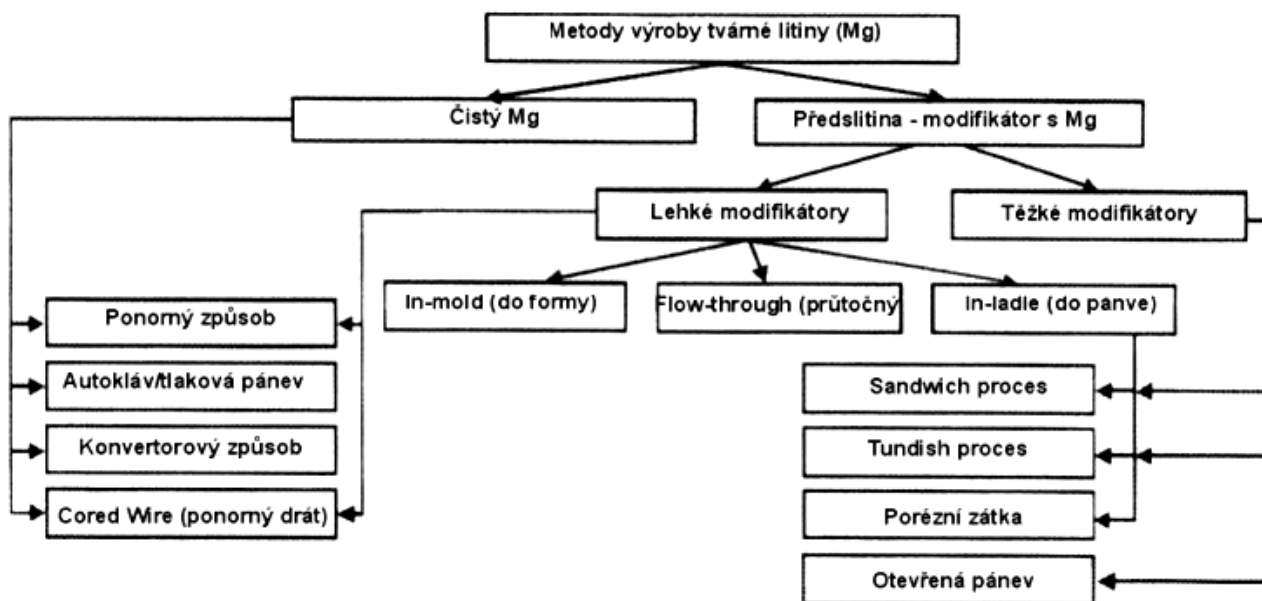 Metody výroby tvárné litiny (Mg)
Čistý Mg
Předslitina - modifikátor s Mg
Lehké modifikátory
Těžké modifikátory
In-mold (do formy)
Flow-through (průtočný
In-ladle (do panve)
Ponorný způsob
Autokláv/tlaková pánev
Konvertorový způsob
Cored Wire (ponorný drát)
Sandwich proces
Tundish proces
Porézní zátka
Otevřená pánev